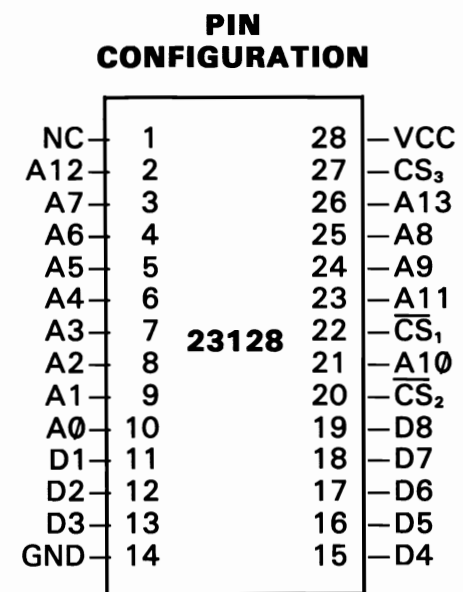 PIN
CONFIGURATION
NC 1 28 VCC
A12 2 27 CS₃
A7 3 26 A13
A6 4 25 A8
A5 5 24 A9
A4 6 23 A11
A3 7 23128 22 C̅S̅₁
A2 8 21 A10
A1 9 20 C̅S̅₂
A0 10 19 D8
D1 11 18 D7
D2 12 17 D6
D3 13 16 D5
GND 14 15 D4